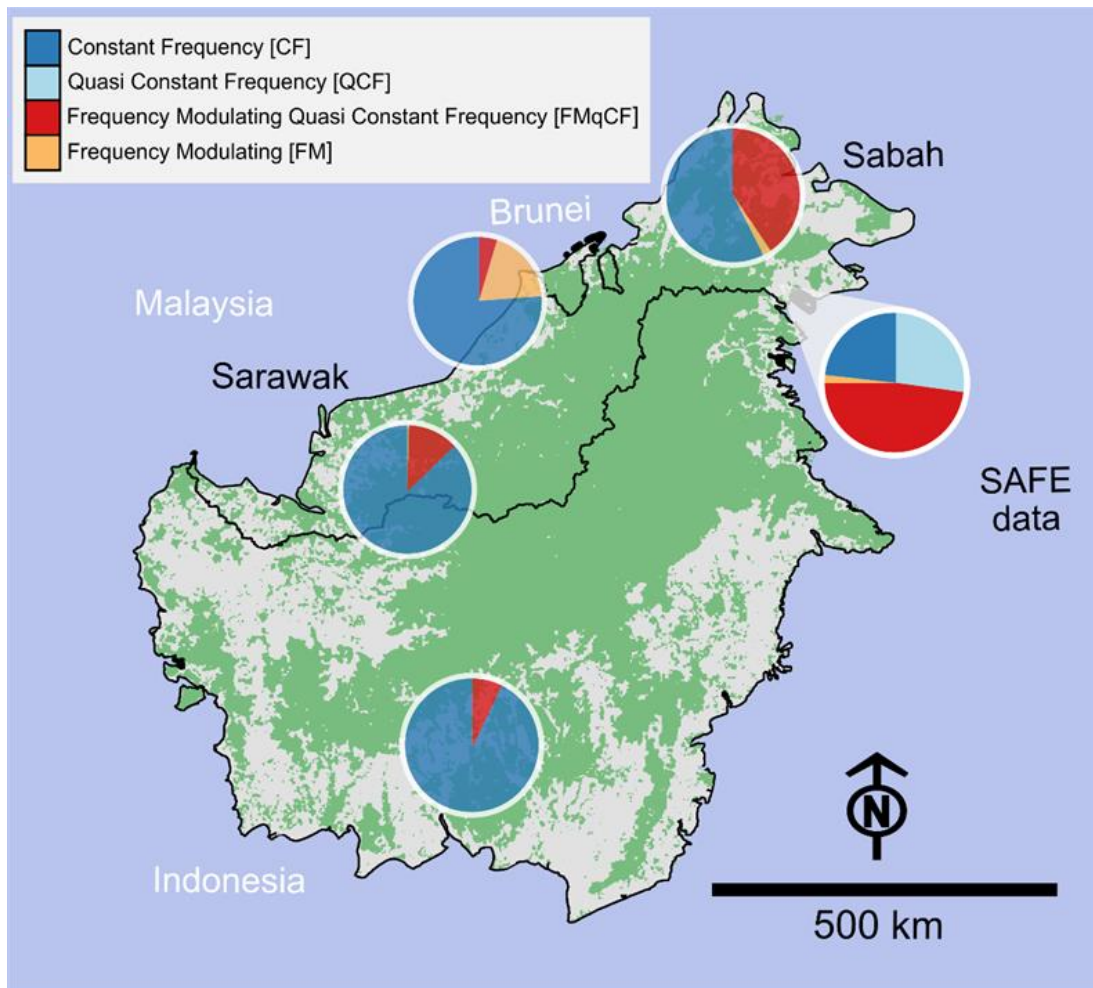 Constant Frequency [CF]
Quasi Constant Frequency [QCF]
Frequency Modulating Quasi Constant Frequency [FMqCF]
Frequency Modulating [FM]
Sabah
Brunei
Malaysia
Sarawak
SAFE
data
N
Indonesia
500 km